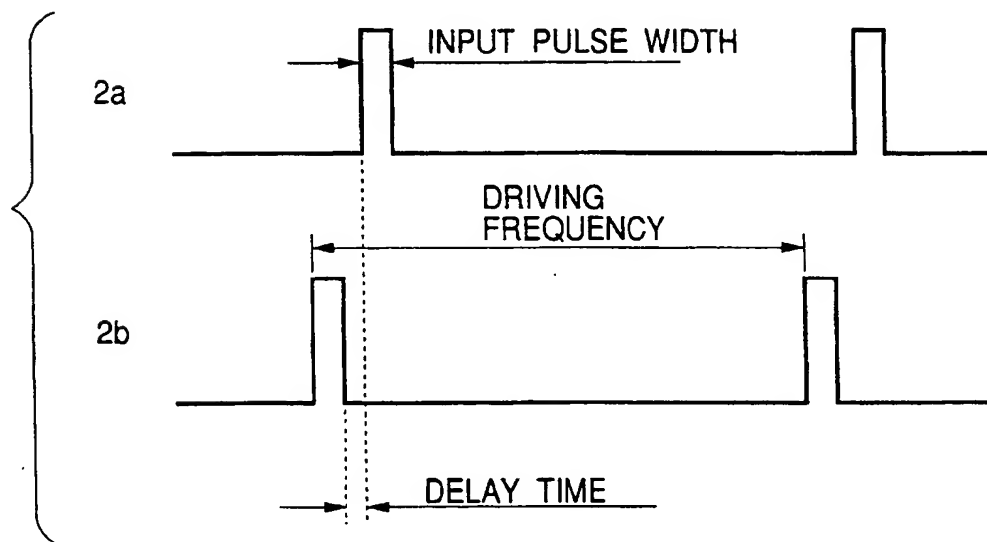 INPUT PULSE WIDTH
2a
DRIVING
FREQUENCY
2b
DELAY TIME